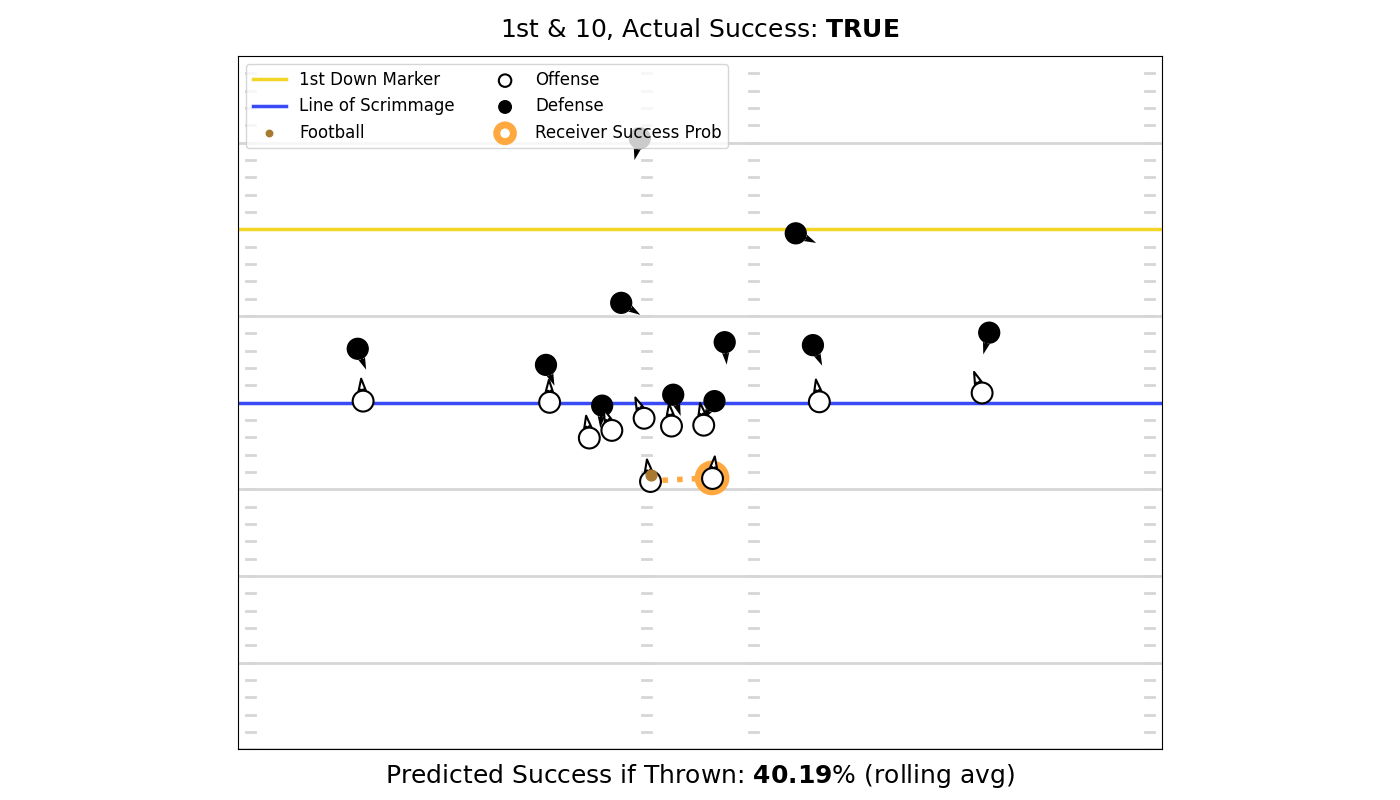 1st & 10, Actual Success: TRUE
1st Down Marker
Line of Scrimmage
Football
Offense
Defense
Receiver Success Prob
Predicted Success if Thrown: 40.19% (rolling avg)